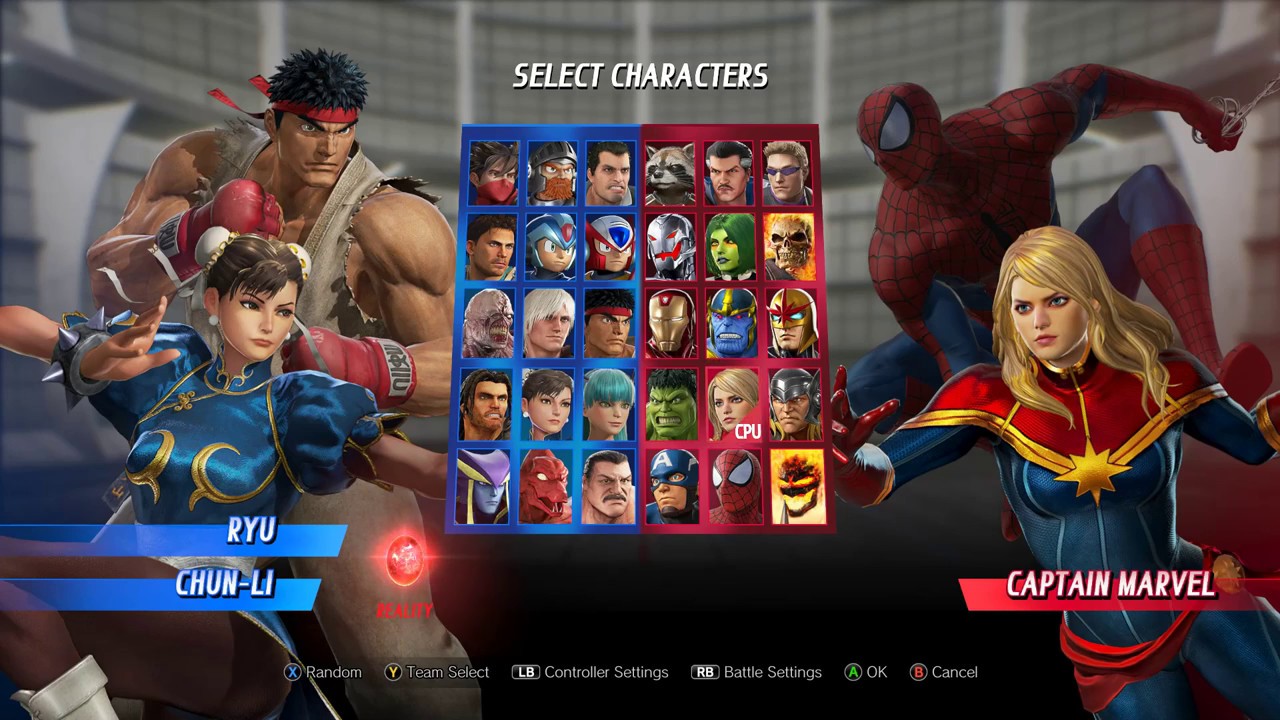 SELECT CHARACTERS
CPU
RYU
CHUN-LI
REALITY
CAPTAIN MARVEL
X Random Y Team Select LB Controller Settings RB Battle Settings A OK B Cancel